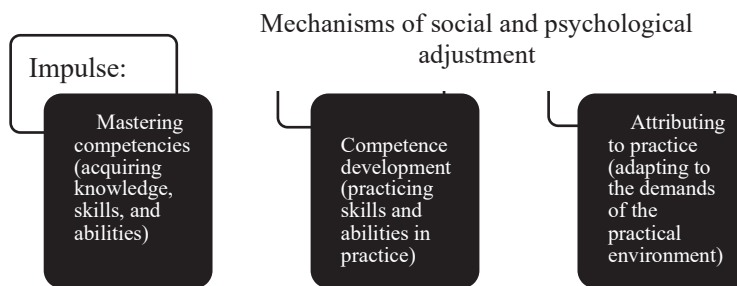 Mechanisms of social and psychological
adjustment
Impulse:
Mastering
competencies
(acquiring
knowledge,
skills, and
abilities)
Competence
development
(practicing
skills and
abilities in
practice)
Attributing
to practice
(adapting to
the demands
of the
practical
environment)